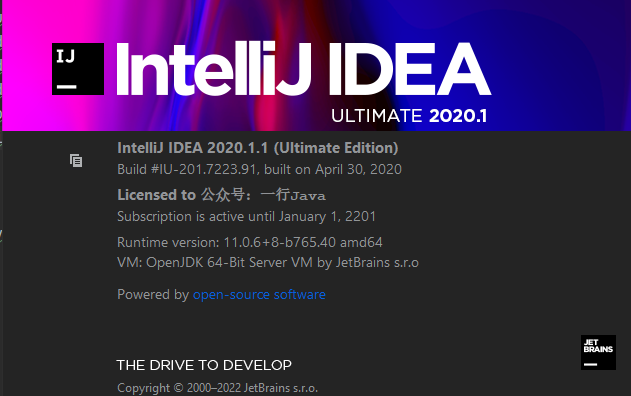 IJ
IntelliJ IDEA
ULTIMATE 2020.1
IntelliJ IDEA 2020.1.1 (Ultimate Edition)
Build #IU-201.7223.91, built on April 30, 2020
Licensed to 公众号：一行Java
Subscription is active until January 1, 2201
Runtime version: 11.0.6+8-b765.40 amd64
VM: OpenJDK 64-Bit Server VM by JetBrains s.r.o
Powered by open-source software
JET
BRAINS
THE DRIVE TO DEVELOP
Copyright © 2000–2022 JetBrains s.r.o.